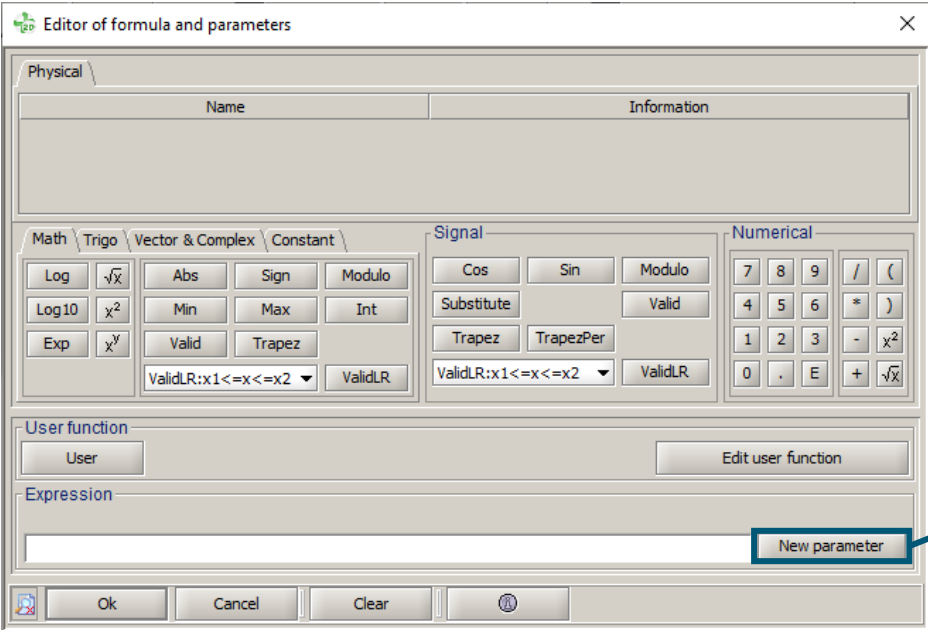 2D Editor of formula and parameters
Physical
Name Information
Math Trigo Vector & Complex Constant
Log √x Abs Sign Modulo
Log10 x² Min Max Int
Exp xʸ Valid Trapez
ValidLR:x1<=x<=x2 ValidLR
Signal
Cos Sin Modulo
Substitute Valid
Trapez TrapezPer
ValidLR:x1<=x<=x2 ValidLR
Numerical
7 8 9 / (
4 5 6 * )
1 2 3 - x²
0 . E + √x
User function
User Edit user function
Expression
New parameter
Ok Cancel Clear